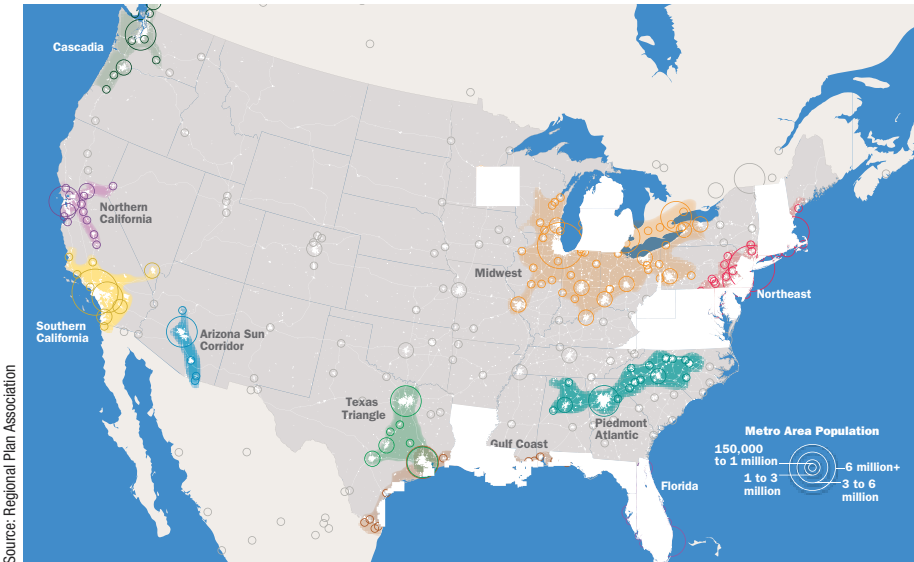 Cascadia
Northern
California
Southern
California
Arizona Sun
Corridor
Midwest
Northeast
Texas
Triangle
Piedmont
Atlantic
Gulf Coast
Florida
Metro Area Population
150,000
to 1 million
1 to 3
million
6 million+
3 to 6
million
Source: Regional Plan Association